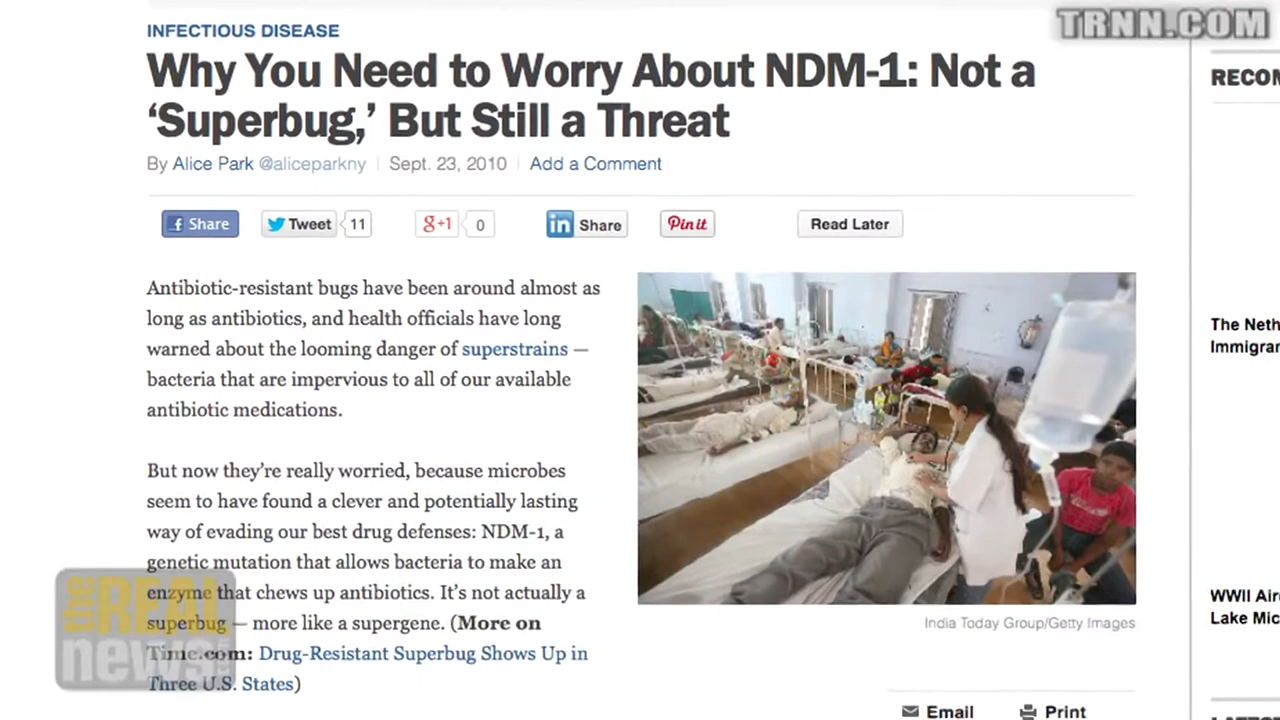 TRNN.COM
INFECTIOUS DISEASE
Why You Need to Worry About NDM-1: Not a
‘Superbug,’ But Still a Threat
By Alice Park @aliceparkny | Sept. 23, 2010 | Add a Comment
Share Tweet 11 g+1 0 in Share Pin it Read Later
Antibiotic-resistant bugs have been around almost as
long as antibiotics, and health officials have long
warned about the looming danger of superstrains —
bacteria that are impervious to all of our available
antibiotic medications.
But now they’re really worried, because microbes
seem to have found a clever and potentially lasting
way of evading our best drug defenses: NDM-1, a
genetic mutation that allows bacteria to make an
enzyme that chews up antibiotics. It’s not actually a
superbug — more like a supergene. (More on
Time.com: Drug-Resistant Superbug Shows Up in
Three U.S. States)
India Today Group/Getty Images
Email Print
RECOM
The Neth
Immigran
WWII Air
Lake Mic
the
REAL
news